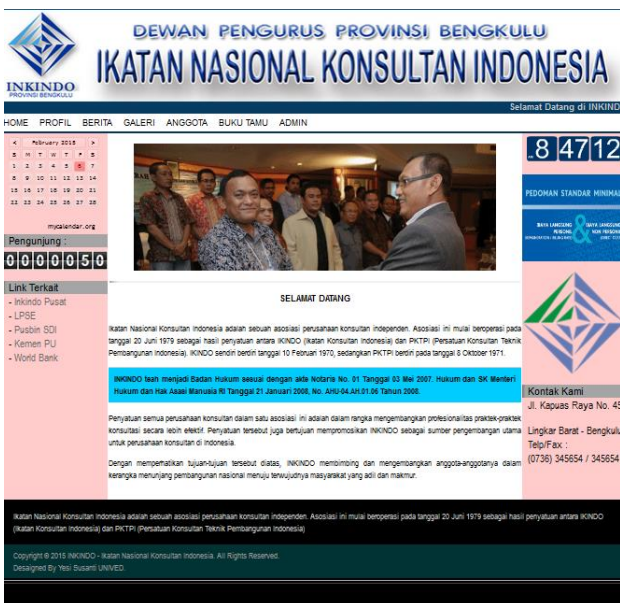 DEWAN PENGURUS PROVINSI BENGKULU
IKATAN NASIONAL KONSULTAN INDONESIA
INKINDO
PROVINSI BENGKULU
Selamat Datang di INKIND
HOME PROFIL BERITA GALERI ANGGOTA BUKU TAMU ADMIN
< February 2015 >
S M T W T F S
1 2 3 4 5 6 7
8 9 10 11 12 13 14
15 16 17 18 19 20 21
22 23 24 25 26 27 28
mycalendar.org
Pengunjung :
0000050
Link Terkait
- Inkindo Pusat
- LPSE
- Pusbin SDI
- Kemen PU
- World Bank
SELAMAT DATANG
Ikatan Nasional Konsultan Indonesia adalah sebuah asosiasi perusahaan konsultan independen. Asosiasi ini mulai beroperasi pada
tanggal 20 Juni 1979 sebagai hasil penyatuan antara IKINDO (Ikatan Konsultan Indonesia) dan PKTPI (Persatuan Konsultan Teknik
Pembangunan Indonesia). IKINDO sendiri berdiri tanggal 10 Februari 1970, sedangkan PKTPI berdiri pada tanggal 8 Oktober 1971.
INKINDO teah menjadi Badan Hukum sesuai dengan akte Notaris No. 01 Tanggal 03 Mei 2007. Hukum dan SK Menteri
Hukum dan Hak Asasi Manusia RI Tanggal 21 Januari 2008, No. AHU-04.AH.01.06 Tahun 2008.
Penyatuan semua perusahaan konsultan dalam satu asosiasi ini adalah dalam rangka mengembangkan profesionalitas praktek-praktek
konsultasi secara lebih efektif. Penyatuan tersebut juga bertujuan mempromosikan INKINDO sebagai sumber pengembangan utama
untuk perusahaan konsultan di Indonesia.
Dengan memperhatikan tujuan-tujuan tersebut diatas, INKINDO membimbing dan mengembangkan anggota-anggotanya dalam
kerangka menunjang pembangunan nasional menuju terwujudnya masyarakat yang adil dan makmur.
8 47 12
PEDOMAN STANDAR MINIMAL
BIAYA LANGSUNG PERSONIL & BIAYA LANGSUNG NON PERSONIL
Kontak Kami
Jl. Kapuas Raya No. 45
Lingkar Barat - Bengkulu
Telp/Fax :
(0736) 345654 / 345654
Ikatan Nasional Konsultan Indonesia adalah sebuah asosiasi perusahaan konsultan independen. Asosiasi ini mulai beroperasi pada tanggal 20 Juni 1979 sebagai hasil penyatuan antara IKINDO
(Ikatan Konsultan Indonesia) dan PKTPI (Persatuan Konsultan Teknik Pembangunan Indonesia)
Copyright © 2015 INKINDO - Ikatan Nasional Konsultan Indonesia. All Rights Reserved.
Desaigned By Yesi Susanti UNIVED.